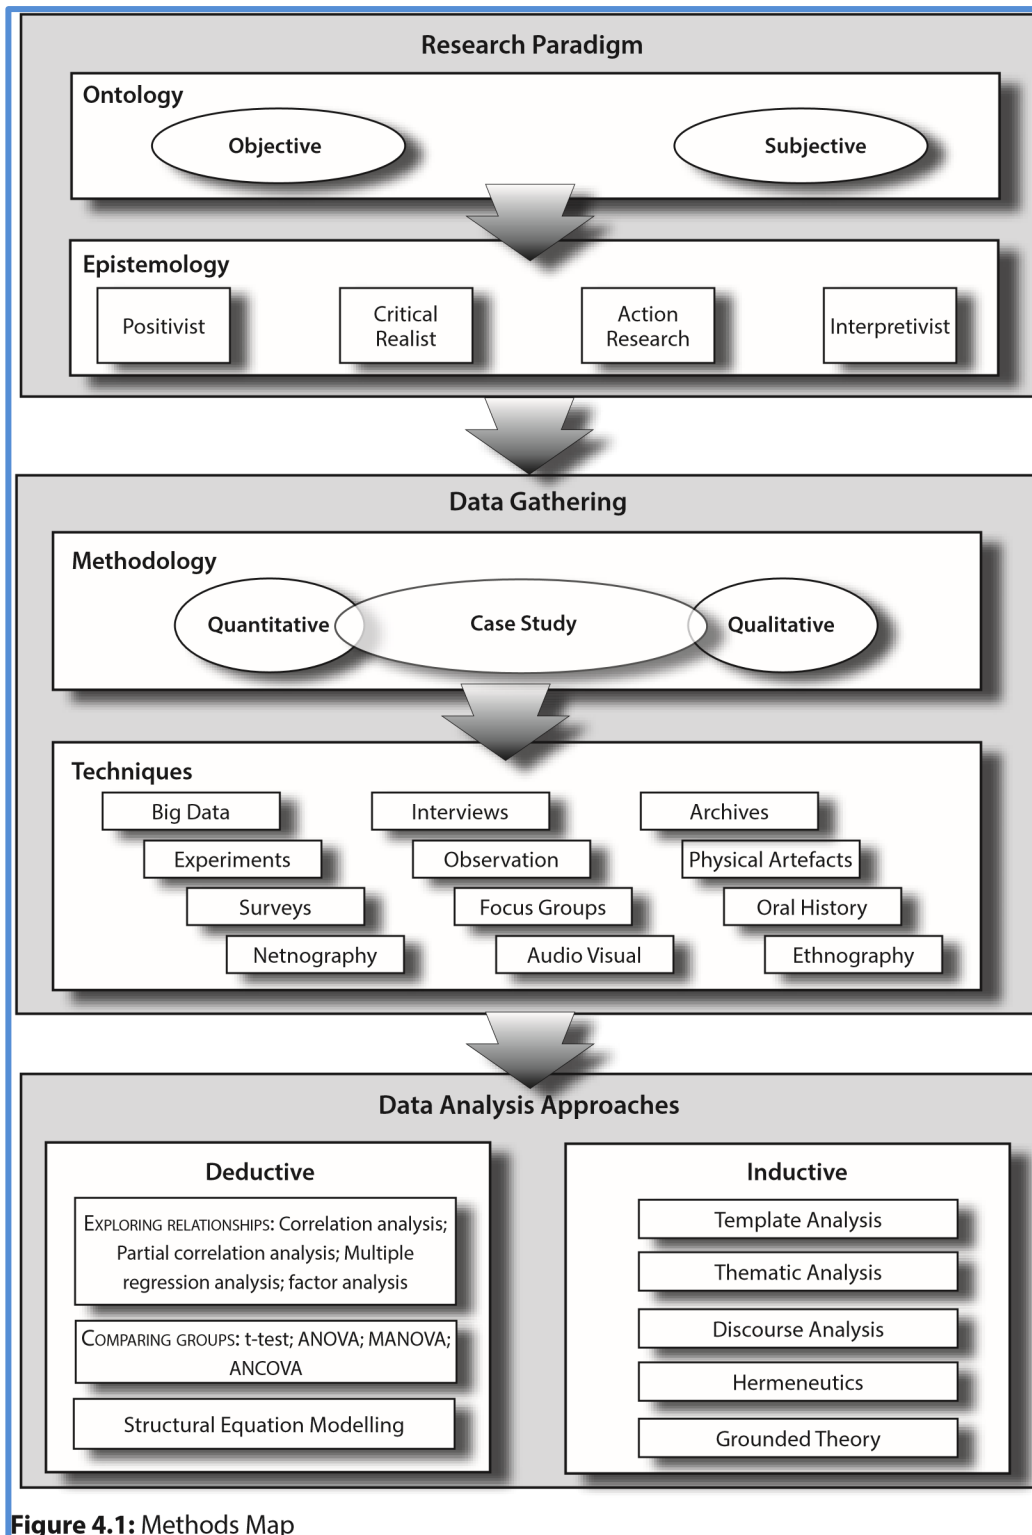 Research Paradigm
Ontology
Objective
Subjective
Epistemology
Positivist
Critical
Realist
Action
Research
Interpretivist
Data Gathering
Methodology
Quantitative
Case Study
Qualitative
Techniques
Big Data
Interviews
Archives
Experiments
Observation
Physical Artefacts
Surveys
Focus Groups
Oral History
Netnography
Audio Visual
Ethnography
Data Analysis Approaches
Deductive
EXPLORING RELATIONSHIPS: Correlation analysis;
Partial correlation analysis; Multiple
regression analysis; factor analysis
COMPARING GROUPS: t-test; ANOVA; MANOVA;
ANCOVA
Structural Equation Modelling
Inductive
Template Analysis
Thematic Analysis
Discourse Analysis
Hermeneutics
Grounded Theory
Figure 4.1: Methods Map